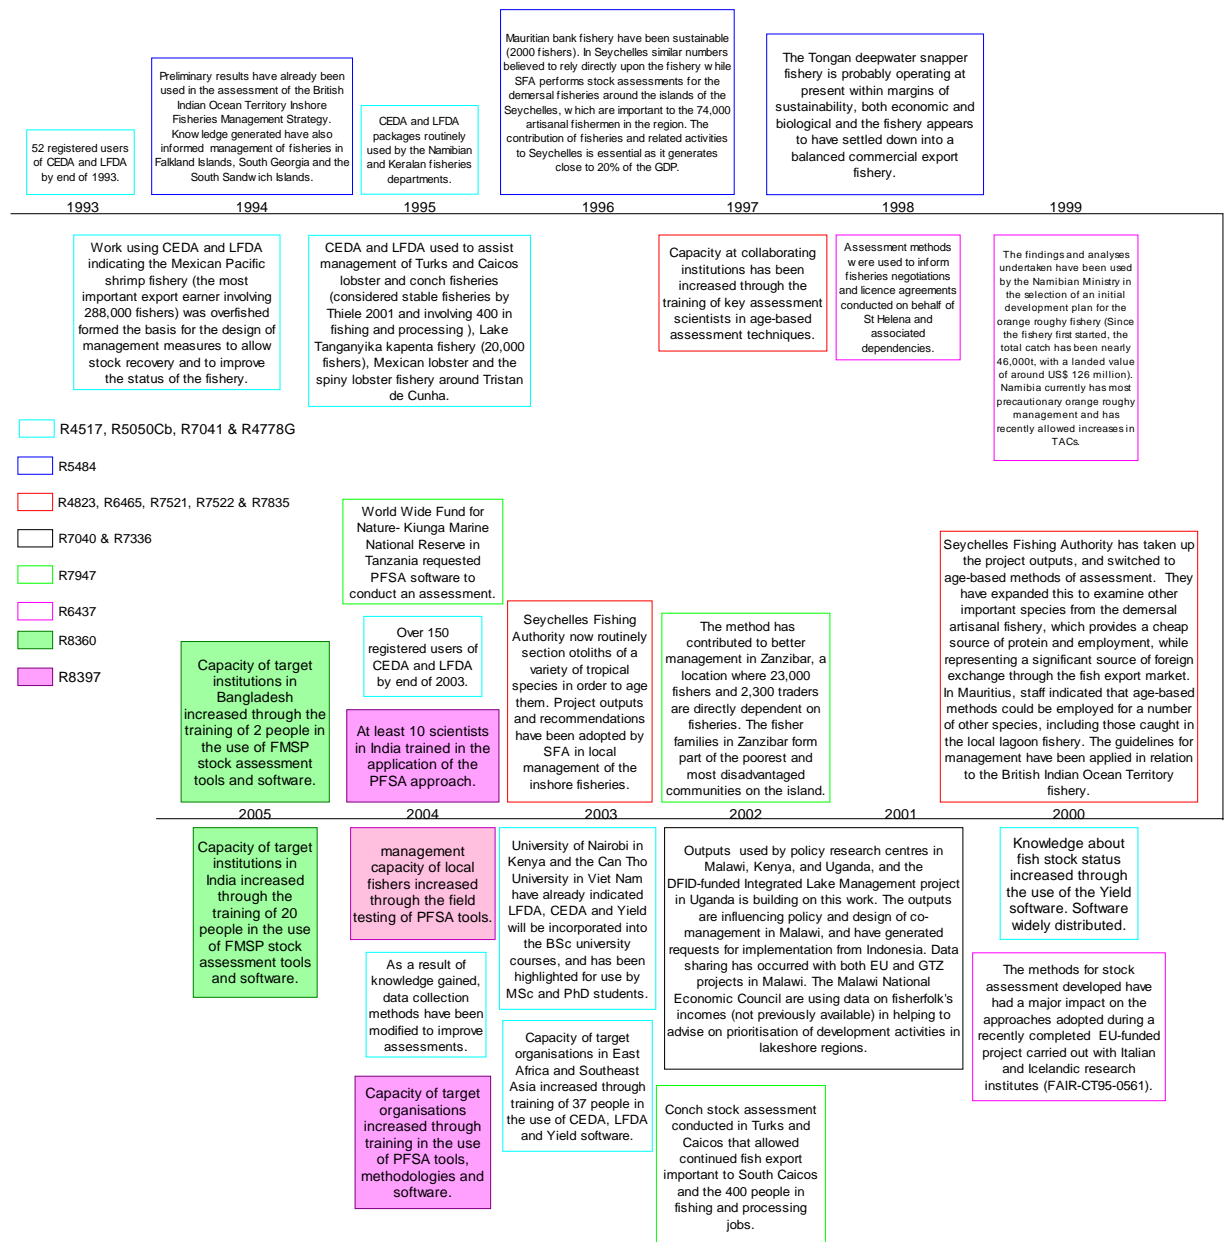 Preliminary results have already been
used in the assessment of the British
Indian Ocean Territory Inshore
Fisheries Management Strategy.
Knowledge generated have also
informed management of fisheries in
Falkland Islands, South Georgia and the
South Sandwich Islands.
Mauritian bank fishery have been sustainable
(2000 fishers). In Seychelles similar numbers
believed to rely directly upon the fishery while
SFA performs stock assessments for the
demersal fisheries around the islands of the
Seychelles, which are important to the 74,000
artisanal fishermen in the region. The
contribution of fisheries and related activities
to Seychelles is essential as it generates
close to 20% of the GDP.
The Tongan deepwater snapper
fishery is probably operating at
present within margins of
sustainability, both economic and
biological and the fishery appears
to have settled down into a
balanced commercial export
fishery.
52 registered users
of CEDA and LFDA
by end of 1993.
CEDA and LFDA
packages routinely
used by the Namibian
and Keralan fisheries
departments.
1993
1994
1995
1996
1997
1998
1999
Work using CEDA and LFDA
indicating the Mexican Pacific
shrimp fishery (the most
important export earner involving
288,000 fishers) was overfished
formed the basis for the design of
management measures to allow
stock recovery and to improve
the status of the fishery.
CEDA and LFDA used to assist
management of Turks and Caicos
lobster and conch fisheries
(considered stable fisheries by
Thiele 2001 and involving 400 in
fishing and processing ), Lake
Tanganyika kapenta fishery (20,000
fishers), Mexican lobster and the
spiny lobster fishery around Tristan
de Cunha.
Capacity at collaborating
institutions has been
increased through the
training of key assessment
scientists in age-based
assessment techniques.
Assessment methods
were used to inform
fisheries negotiations
and licence agreements
conducted on behalf of
St Helena and
associated
dependencies.
The findings and analyses
undertaken have been used
by the Namibian Ministry in
the selection of an initial
development plan for the
orange roughy fishery (Since
the fishery first started, the
total catch has been nearly
46,000t, with a landed value
of around US$ 126 million).
Namibia currently has most
precautionary orange roughy
management and has
recently allowed increases in
TACs.
R4517, R5050Cb, R7041 & R4778G
R5484
R4823, R6465, R7521, R7522 & R7835
R7040 & R7336
R7947
R6437
R8360
R8397
World Wide Fund for
Nature- Kiunga Marine
National Reserve in
Tanzania requested
PFSA software to
conduct an assessment.
Over 150
registered users of
CEDA and LFDA
by end of 2003.
Capacity of target
institutions in
Bangladesh
increased through the
training of 2 people in
the use of FMSP
stock assessment
tools and software.
At least 10 scientists
in India trained in the
application of the
PFSA approach.
Seychelles Fishing
Authority now routinely
section otoliths of a
variety of tropical
species in order to age
them. Project outputs
and recommendations
have been adopted by
SFA in local
management of the
inshore fisheries.
The method has
contributed to better
management in Zanzibar, a
location where 23,000
fishers and 2,300 traders
are directly dependent on
fisheries. The fisher
families in Zanzibar form
part of the poorest and
most disadvantaged
communities on the island.
Seychelles Fishing Authority has taken up
the project outputs, and switched to
age-based methods of assessment. They
have expanded this to examine other
important species from the demersal
artisanal fishery, which provides a cheap
source of protein and employment, while
representing a significant source of foreign
exchange through the fish export market.
In Mauritius, staff indicated that age-based
methods could be employed for a number
of other species, including those caught in
the local lagoon fishery. The guidelines for
management have been applied in relation
to the British Indian Ocean Territory
fishery.
2005
2004
2003
2002
2001
2000
Capacity of target
institutions in
India increased
through the
training of 20
people in the use
of FMSP stock
assessment tools
and software.
management
capacity of local
fishers increased
through the field
testing of PFSA tools.
As a result of
knowledge gained,
data collection
methods have been
modified to improve
assessments.
Capacity of target
organisations
increased through
training in the use
of PFSA tools,
methodologies and
software.
University of Nairobi in
Kenya and the Can Tho
University in Viet Nam
have already indicated
LFDA, CEDA and Yield
will be incorporated into
the BSc university
courses, and has been
highlighted for use by
MSc and PhD students.
Capacity of target
organisations in East
Africa and Southeast
Asia increased through
training of 37 people in
the use of CEDA, LFDA
and Yield software.
Outputs used by policy research centres in
Malawi, Kenya, and Uganda, and the
DFID-funded Integrated Lake Management project
in Uganda is building on this work. The outputs
are influencing policy and design of co-
management in Malawi, and have generated
requests for implementation from Indonesia. Data
sharing has occurred with both EU and GTZ
projects in Malawi. The Malawi National
Economic Council are using data on fisherfolk's
incomes (not previously available) in helping to
advise on prioritisation of development activities in
lakeshore regions.
Conch stock assessment
conducted in Turks and
Caicos that allowed
continued fish export
important to South Caicos
and the 400 people in
fishing and processing
jobs.
Knowledge about
fish stock status
increased through
the use of the Yield
software. Software
widely distributed.
The methods for stock
assessment developed have
had a major impact on the
approaches adopted during a
recently completed EU-funded
project carried out with Italian
and Icelandic research
institutes (FAIR-CT95-0561).